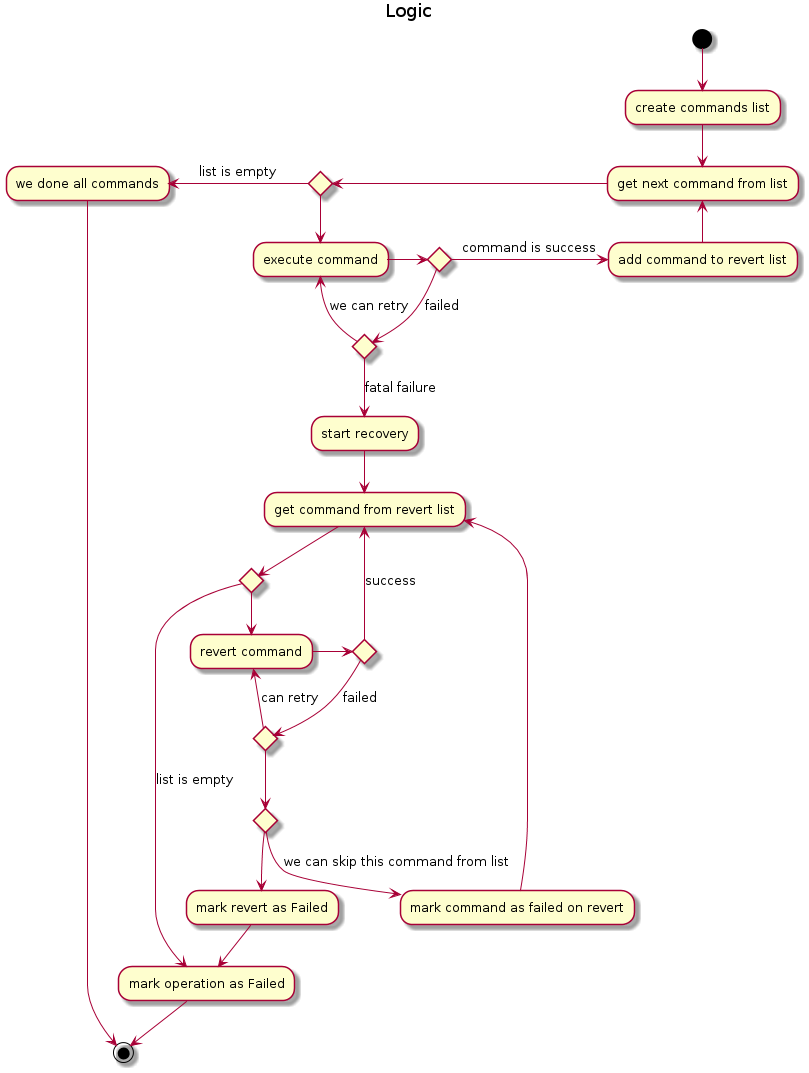 Logic
create commands list
we done all commands
list is empty
get next command from list
execute command
command is success
add command to revert list
we can retry
failed
fatal failure
start recovery
get command from revert list
success
revert command
can retry
failed
list is empty
we can skip this command from list
mark revert as Failed
mark command as failed on revert
mark operation as Failed